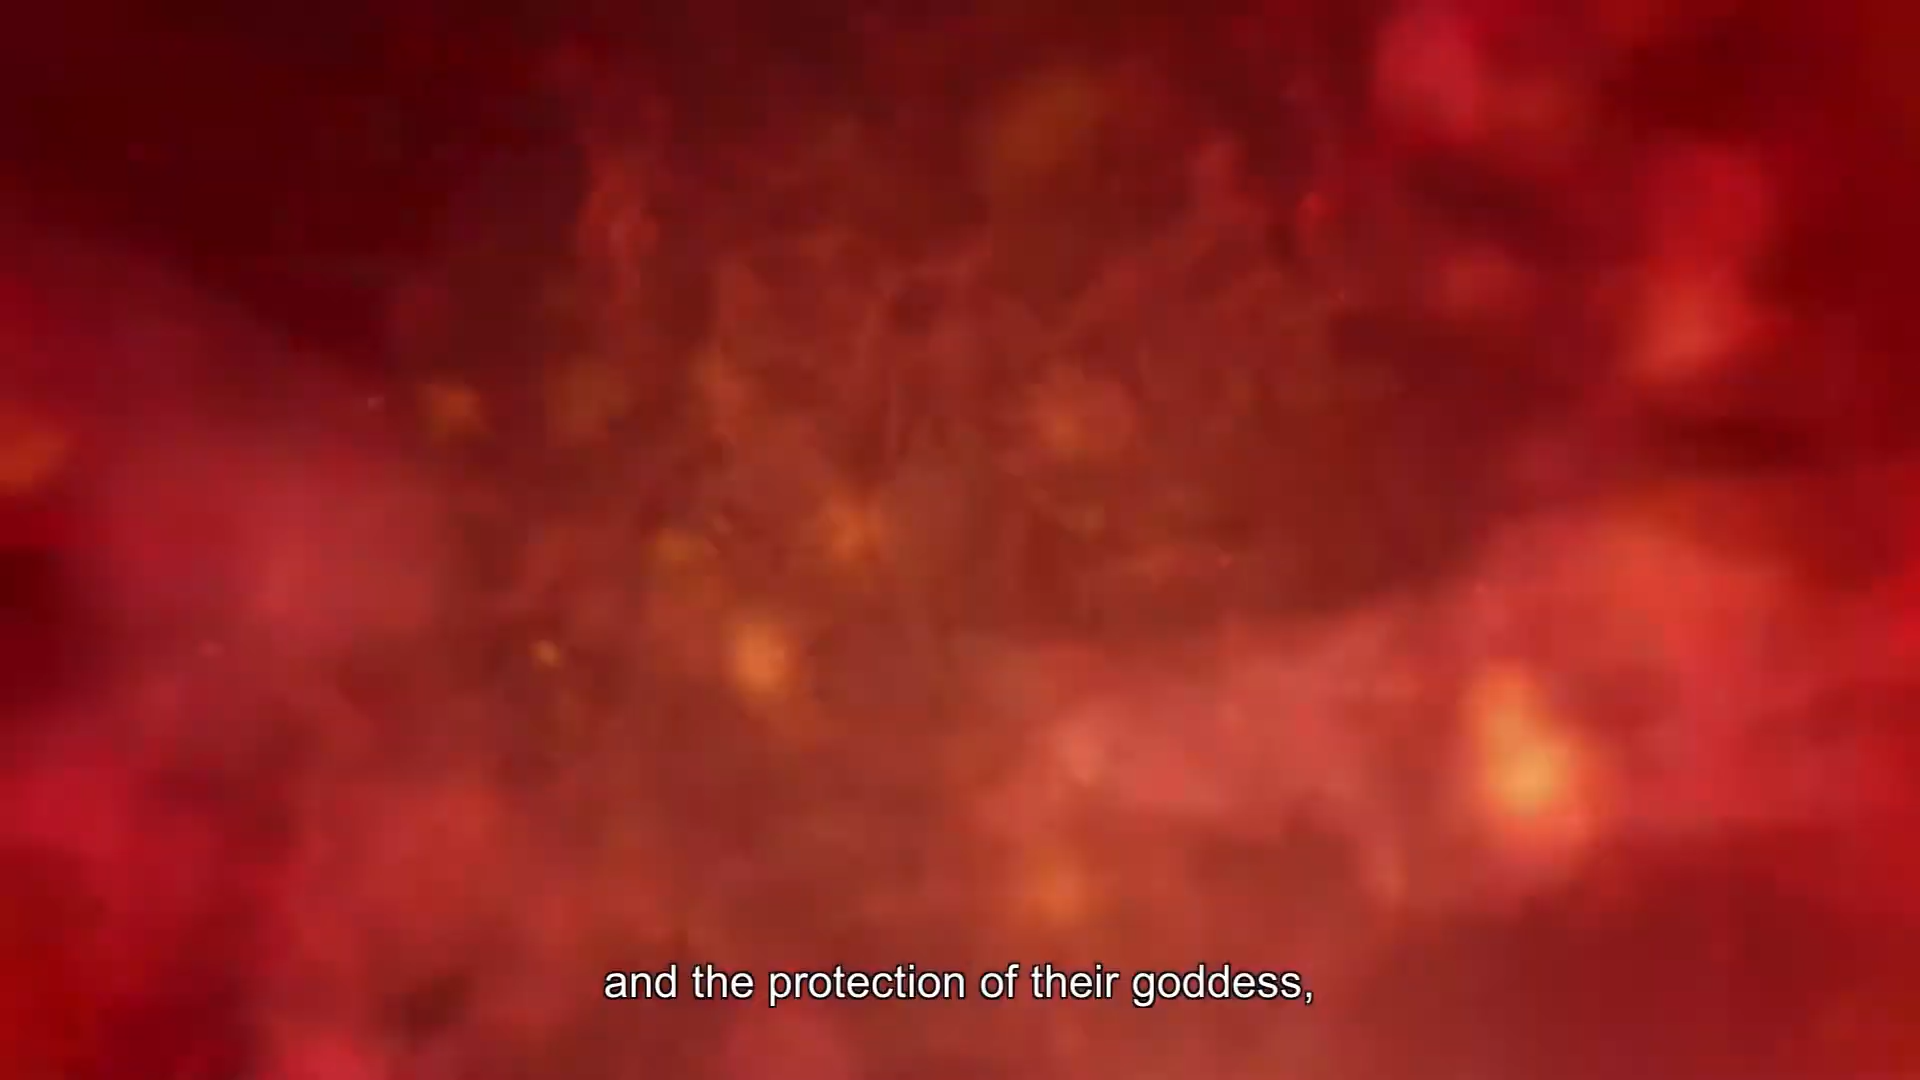 and the protection of their goddess,